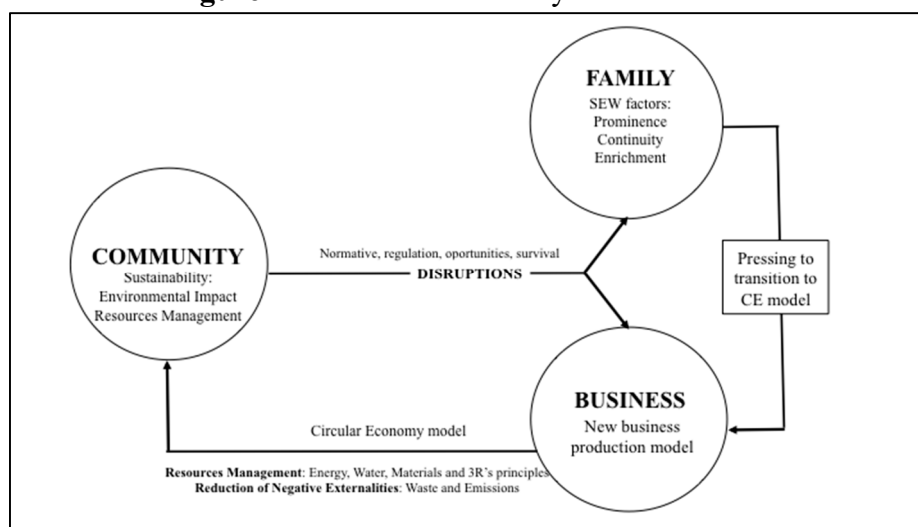 FAMILY
SEW factors:
Prominence
Continuity
Enrichment
COMMUNITY
Sustainability:
Environmental Impact
Resources Management
Normative, regulation, oportunities, survival
DISRUPTIONS
Pressing to
transition to
CE model
BUSINESS
New business
production model
Circular Economy model
Resources Management: Energy, Water, Materials and 3R's principles
Reduction of Negative Externalities: Waste and Emissions